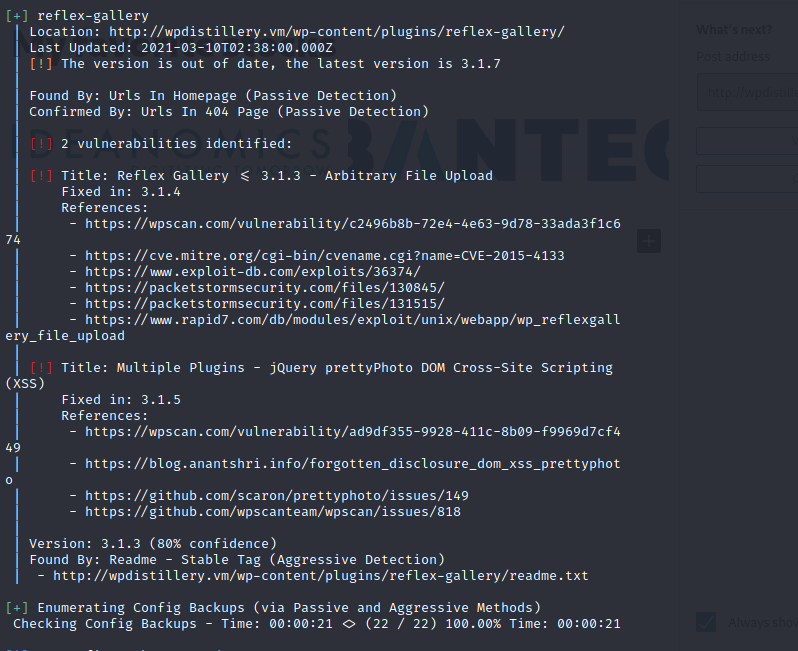 [+] reflex-gallery
| Location: http://wpdistillery.vm/wp-content/plugins/reflex-gallery/
| Last Updated: 2021-03-10T02:38:00.000Z
| [!] The version is out of date, the latest version is 3.1.7
|
| Found By: Urls In Homepage (Passive Detection)
| Confirmed By: Urls In 404 Page (Passive Detection)
|
| [!] 2 vulnerabilities identified:
|
| [!] Title: Reflex Gallery <= 3.1.3 - Arbitrary File Upload
|     Fixed in: 3.1.4
|     References:
|      - https://wpscan.com/vulnerability/c2496b8b-72e4-4e63-9d78-33ada3f1c6
74
|      - https://cve.mitre.org/cgi-bin/cvename.cgi?name=CVE-2015-4133
|      - https://www.exploit-db.com/exploits/36374/
|      - https://packetstormsecurity.com/files/130845/
|      - https://packetstormsecurity.com/files/131515/
|      - https://www.rapid7.com/db/modules/exploit/unix/webapp/wp_reflexgall
ery_file_upload
|
| [!] Title: Multiple Plugins - jQuery prettyPhoto DOM Cross-Site Scripting
(XSS)
|     Fixed in: 3.1.5
|     References:
|      - https://wpscan.com/vulnerability/ad9df355-9928-411c-8b09-f9969d7cf4
49
|      - https://blog.anantshri.info/forgotten_disclosure_dom_xss_prettyphot
o
|      - https://github.com/scaron/prettyphoto/issues/149
|      - https://github.com/wpscanteam/wpscan/issues/818
|
| Version: 3.1.3 (80% confidence)
| Found By: Readme - Stable Tag (Aggressive Detection)
|  - http://wpdistillery.vm/wp-content/plugins/reflex-gallery/readme.txt
[+] Enumerating Config Backups (via Passive and Aggressive Methods)
Checking Config Backups - Time: 00:00:21 <> (22 / 22) 100.00% Time: 00:00:21
What's next?
Post address
http://wpdistille
IDEANOMICS
BANTEC
Always show